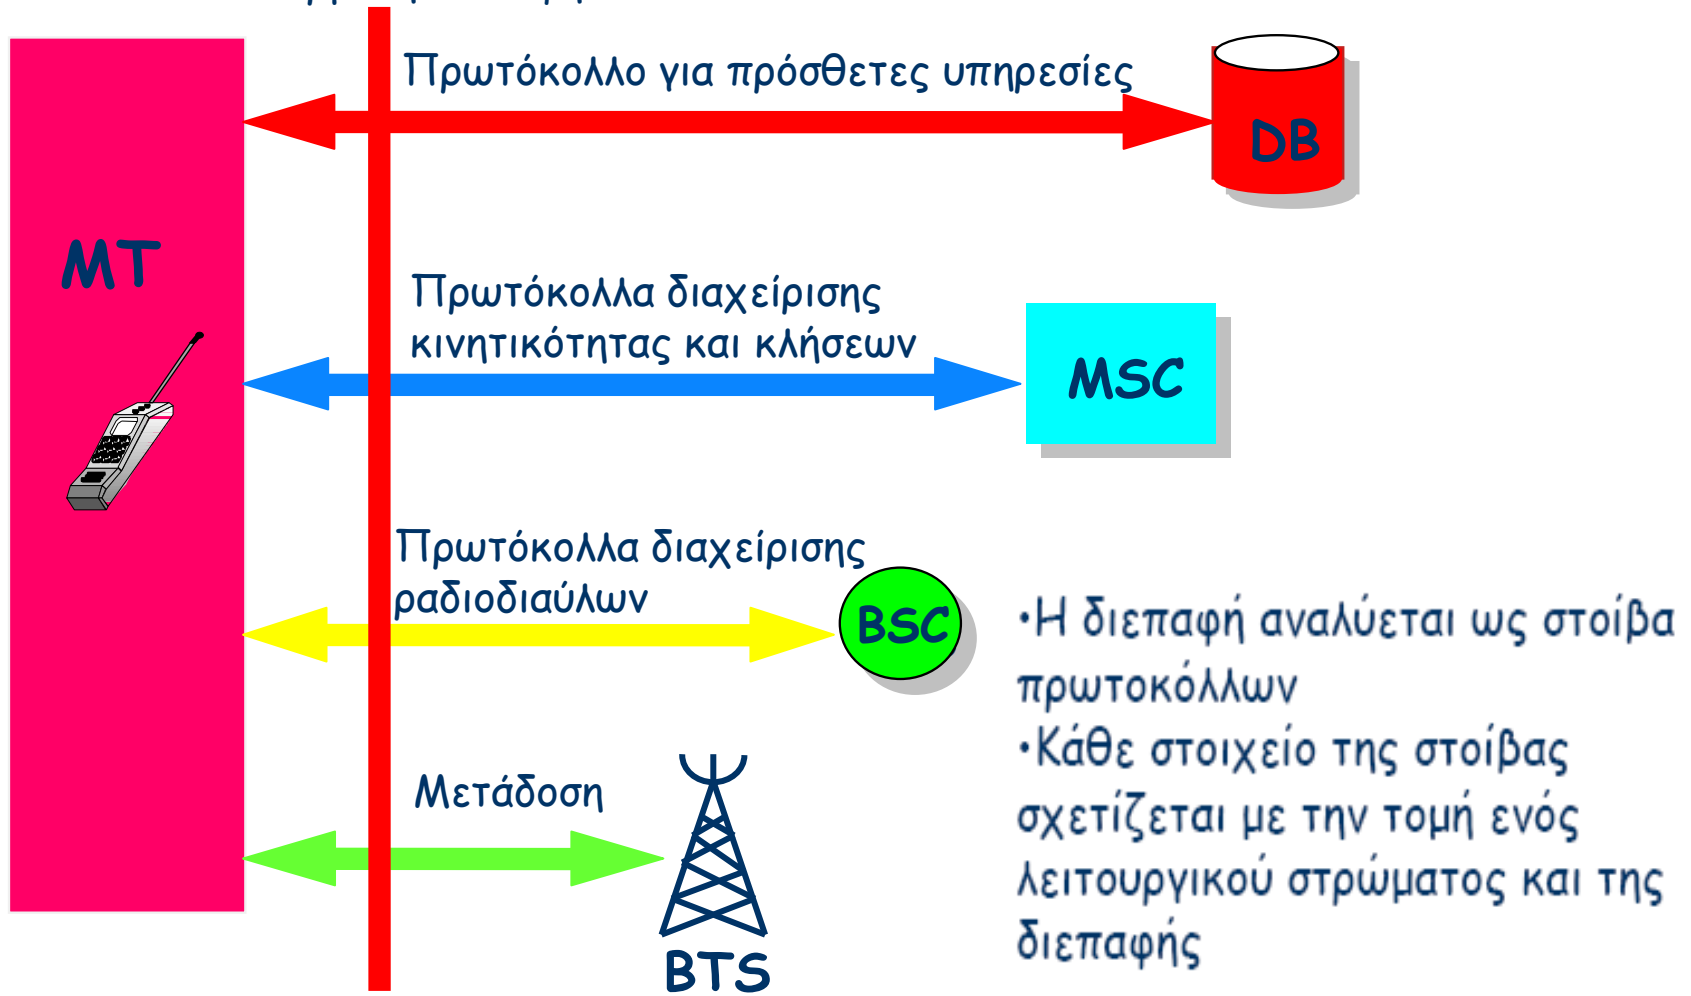 Πρωτόκολλο για πρόσθετες υπηρεσίες
DB
MT
Πρωτόκολλα διαχείρισης
κινητικότητας και κλήσεων
MSC
Πρωτόκολλα διαχείρισης
ραδιοδιαύλων
BSC
Μετάδοση
BTS
•Η διεπαφή αναλύεται ως στοίβα
πρωτοκόλλων
•Κάθε στοιχείο της στοίβας
σχετίζεται με την τομή ενός
λειτουργικού στρώματος και της
διεπαφής